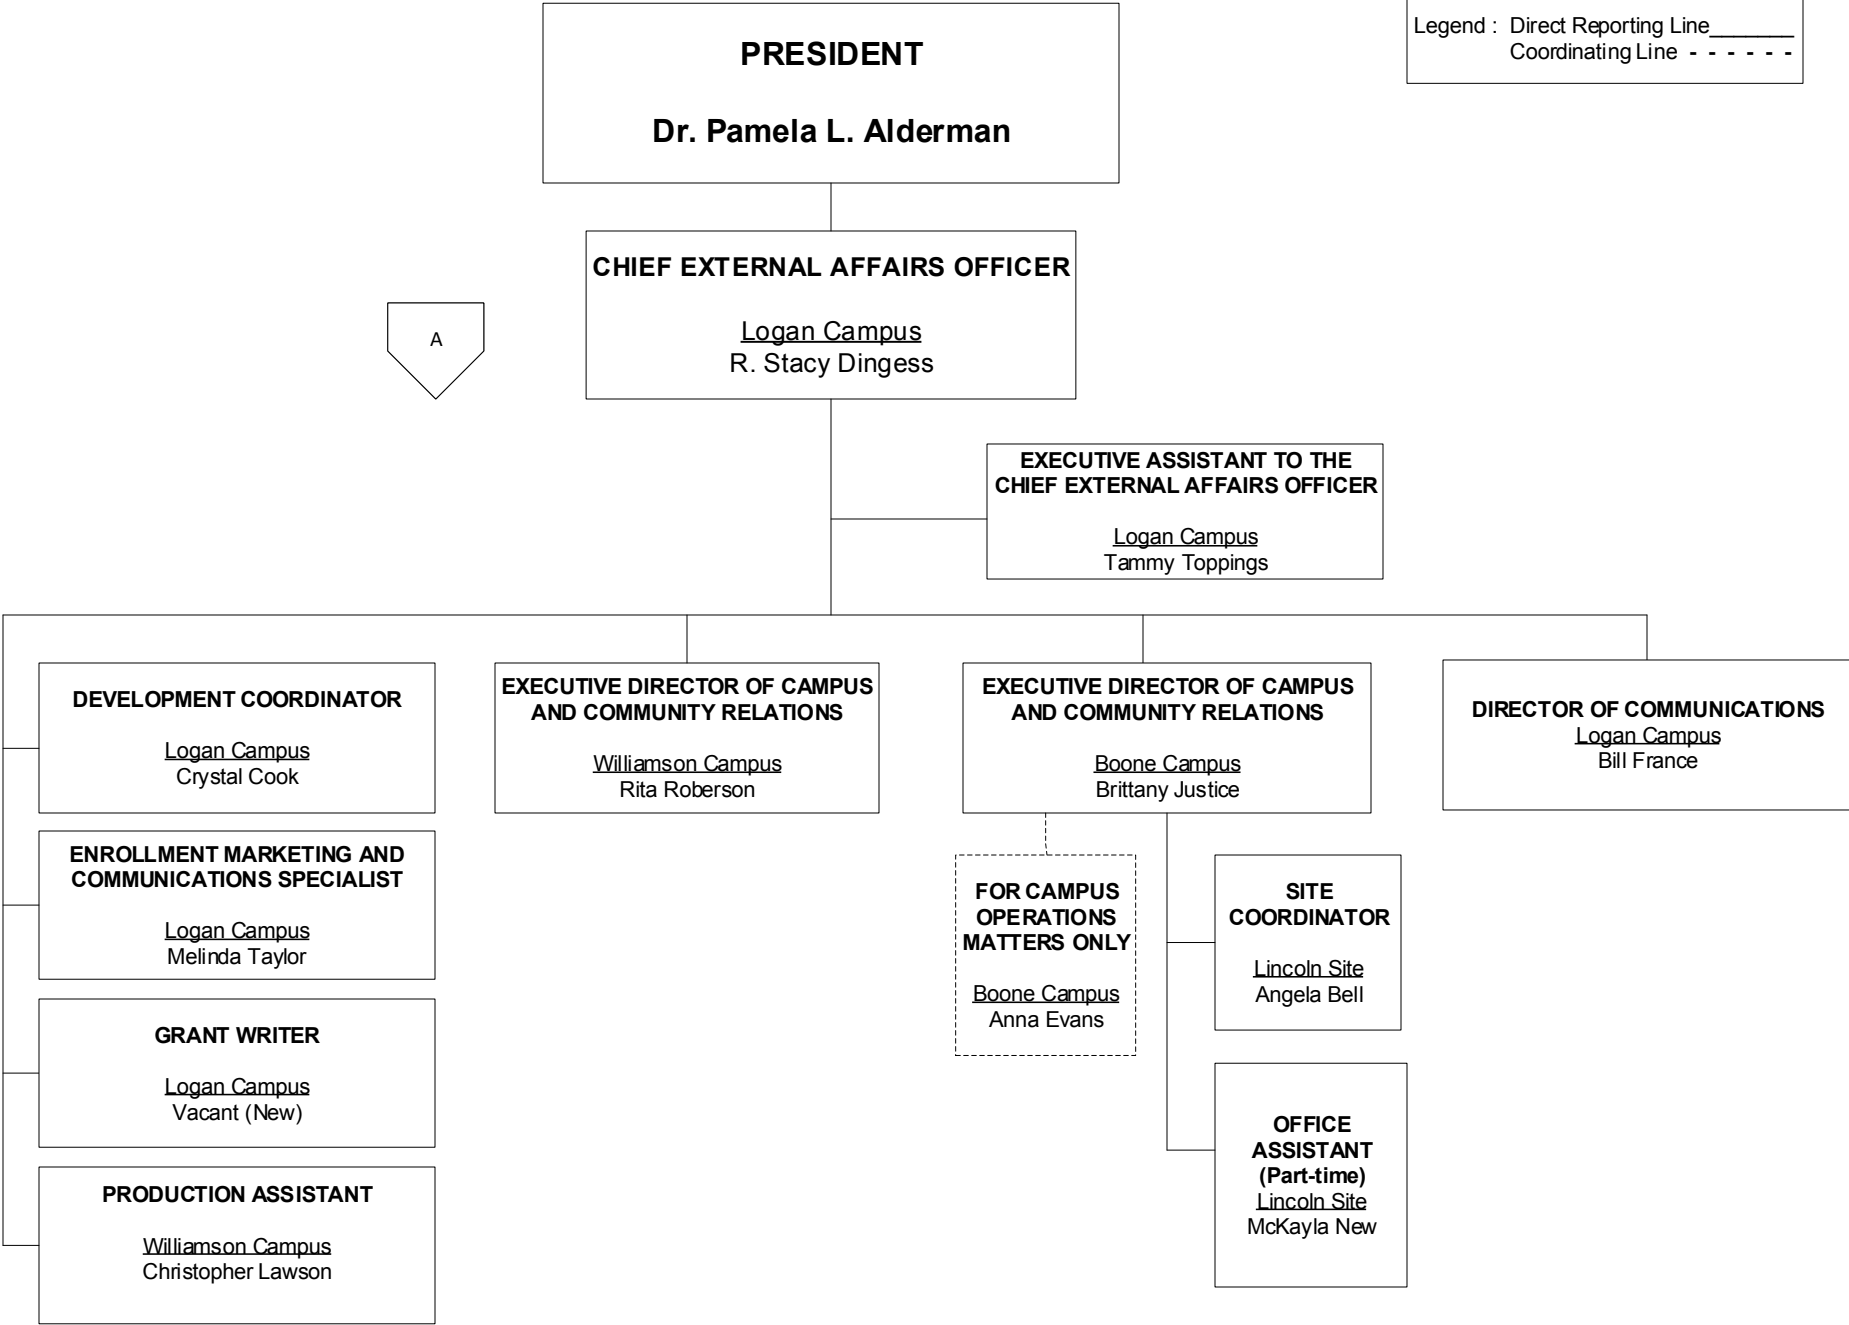 PRESIDENT
Dr. Pamela L. Alderman
Legend : Direct Reporting Line_______
Coordinating Line - - - - - -
CHIEF EXTERNAL AFFAIRS OFFICER
Logan Campus
R. Stacy Dingess
A
EXECUTIVE ASSISTANT TO THE
CHIEF EXTERNAL AFFAIRS OFFICER
Logan Campus
Tammy Toppings
DEVELOPMENT COORDINATOR
Logan Campus
Crystal Cook
EXECUTIVE DIRECTOR OF CAMPUS
AND COMMUNITY RELATIONS
Williamson Campus
Rita Roberson
EXECUTIVE DIRECTOR OF CAMPUS
AND COMMUNITY RELATIONS
Boone Campus
Brittany Justice
DIRECTOR OF COMMUNICATIONS
Logan Campus
Bill France
ENROLLMENT MARKETING AND
COMMUNICATIONS SPECIALIST
Logan Campus
Melinda Taylor
FOR CAMPUS
OPERATIONS
MATTERS ONLY
Boone Campus
Anna Evans
SITE
COORDINATOR
Lincoln Site
Angela Bell
GRANT WRITER
Logan Campus
Vacant (New)
OFFICE
ASSISTANT
(Part-time)
Lincoln Site
McKayla New
PRODUCTION ASSISTANT
Williamson Campus
Christopher Lawson